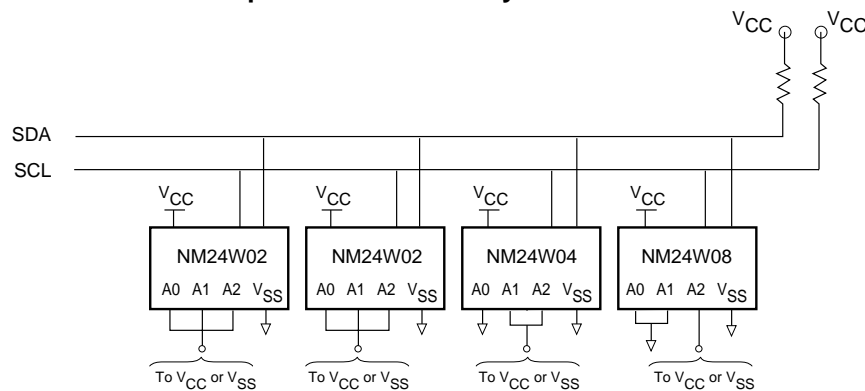 VCC VCC
SDA
SCL
VCC VCC VCC VCC
NM24W02 NM24W02 NM24W04 NM24W08
A0 A1 A2 VSS A0 A1 A2 VSS A0 A1 A2 VSS A0 A1 A2 VSS
To VCC or VSS To VCC or VSS To VCC or VSS To VCC or VSS